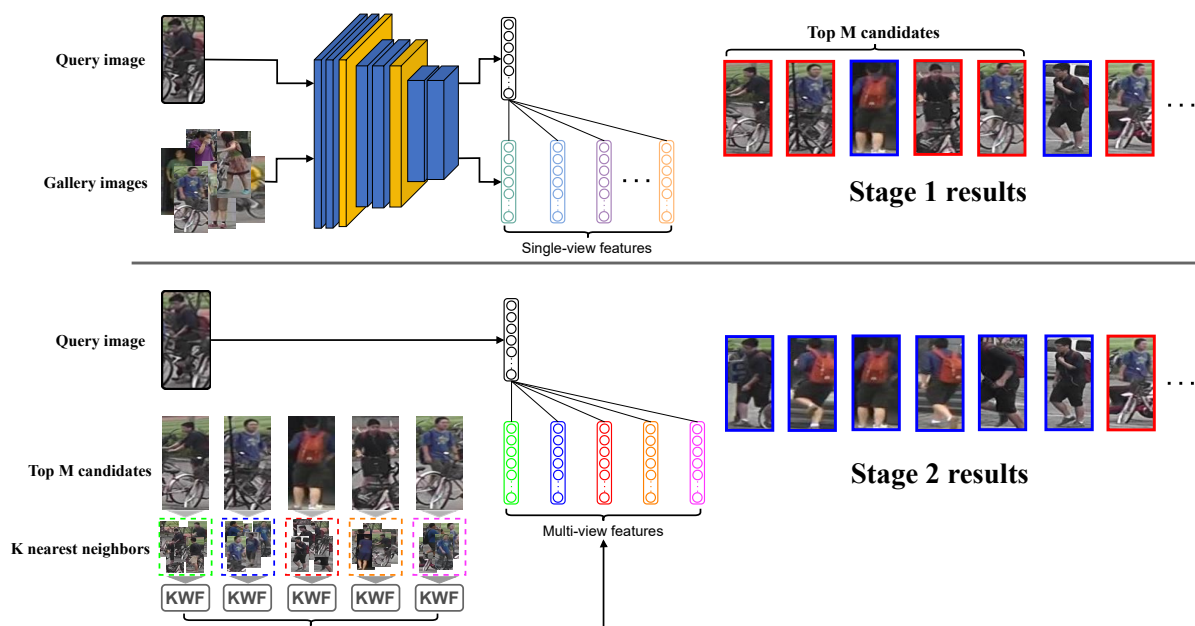 Query image
Top M candidates
Gallery images
. . .
Stage 1 results
Single-view features
Query image
Top M candidates
Stage 2 results
K nearest neighbors
Multi-view features
KWF KWF KWF KWF KWF